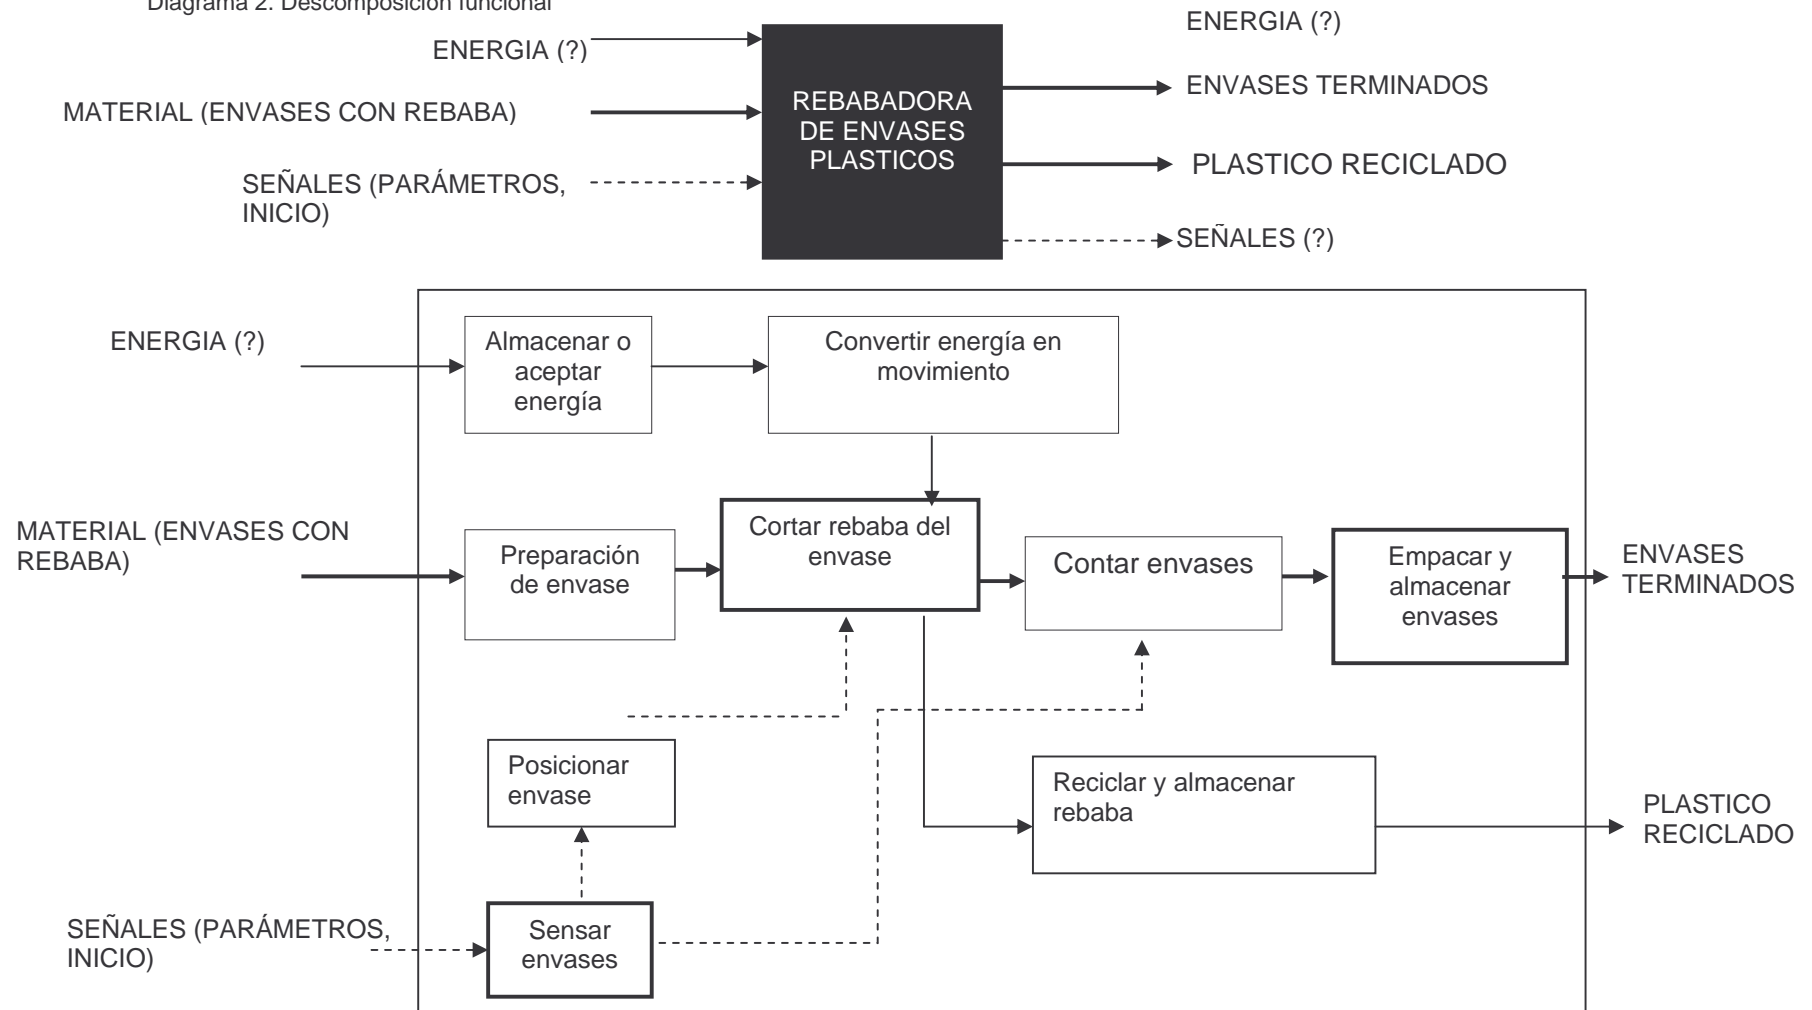 Diagrama 2. Descomposición funcional
ENERGIA (?)
ENERGIA (?)
MATERIAL (ENVASES CON REBABA)
REBABADORA
DE ENVASES
PLASTICOS
ENVASES TERMINADOS
PLASTICO RECICLADO
SEÑALES (PARÁMETROS,
INICIO)
SEÑALES (?)
ENERGIA (?)
Almacenar o
aceptar
energía
Convertir energía en
movimiento
MATERIAL (ENVASES CON
REBABA)
Preparación
de envase
Cortar rebaba del
envase
Contar envases
Empacar y
almacenar
envases
ENVASES
TERMINADOS
Posicionar
envase
Reciclar y almacenar
rebaba
PLASTICO
RECICLADO
SEÑALES (PARÁMETROS,
INICIO)
Sensar
envases